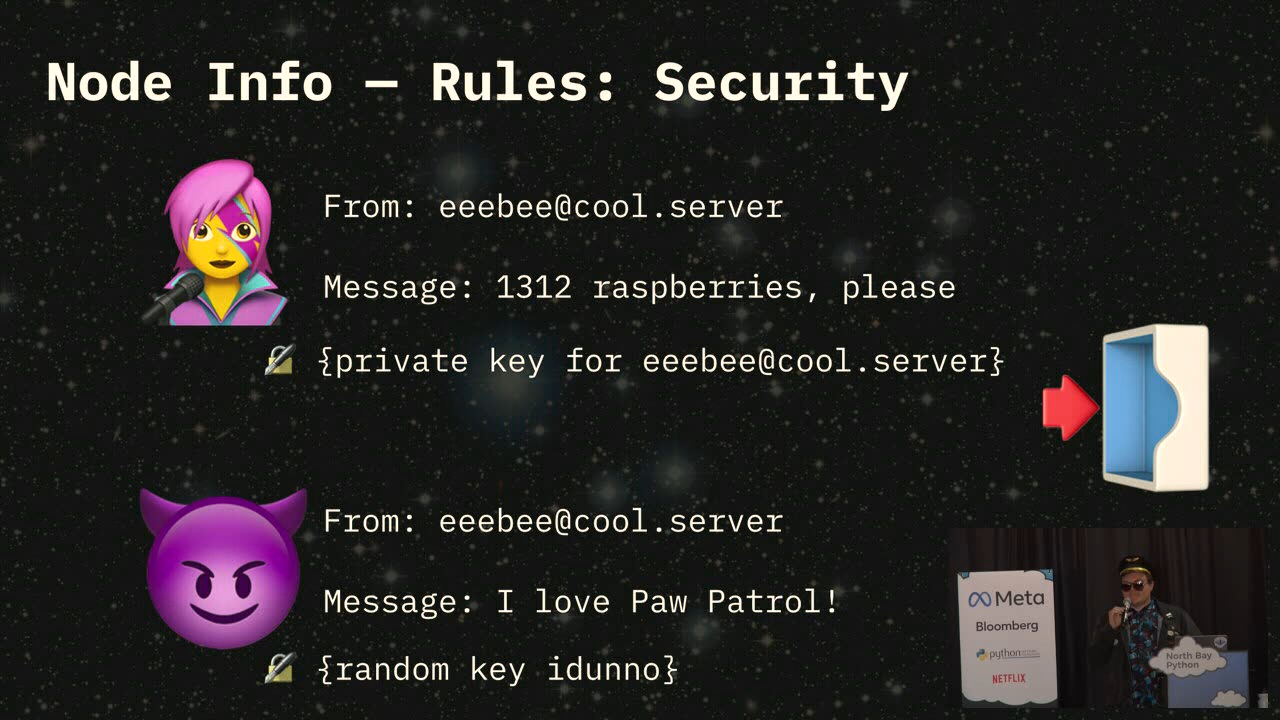 Node Info — Rules: Security
From: eeebee@cool.server
Message: 1312 raspberries, please
{private key for eeebee@cool.server}
From: eeebee@cool.server
Message: I love Paw Patrol!
{random key idunno}
Meta
Bloomberg
python
NETFLIX
North Bay
Python